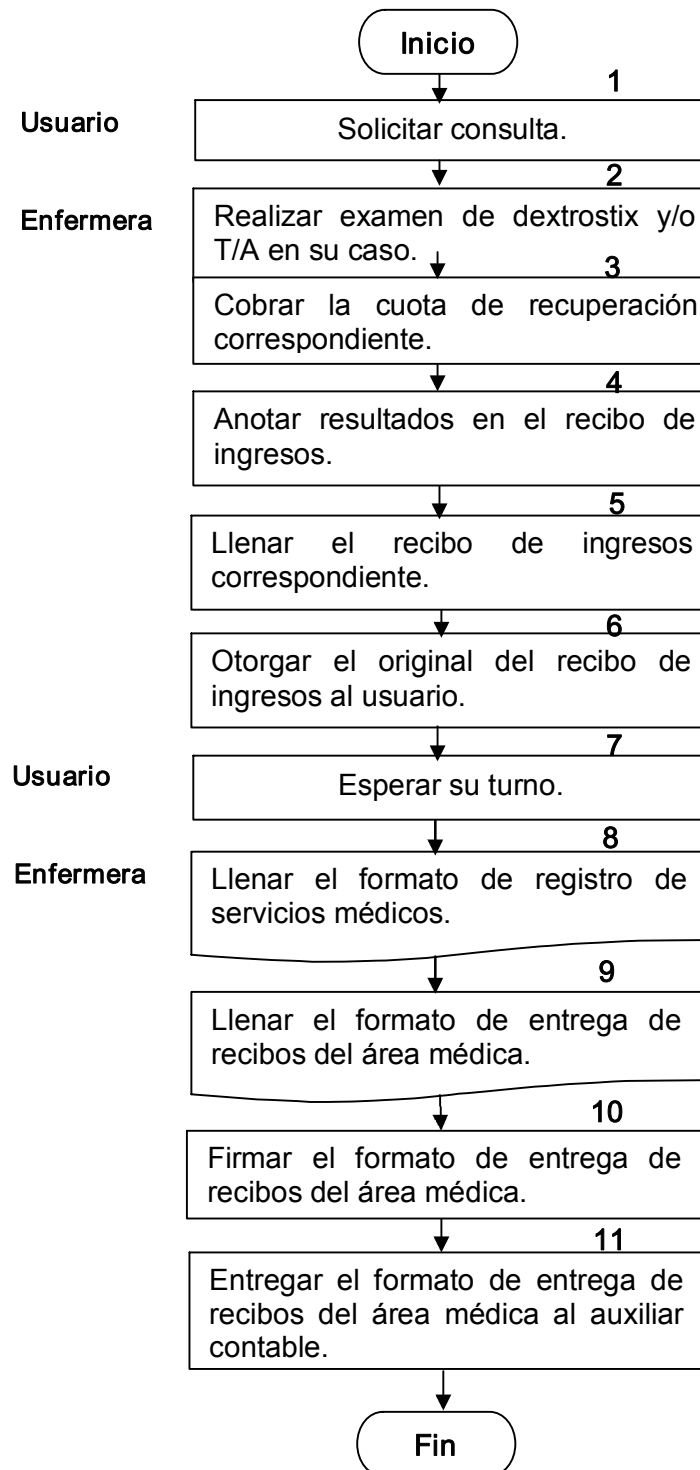 Inicio
1
Usuario
Solicitar consulta.
2
Enfermera
Realizar examen de dextrostix y/o
T/A en su caso.
3
Cobrar la cuota de recuperación
correspondiente.
4
Anotar resultados en el recibo de
ingresos.
5
Llenar el recibo de ingresos
correspondiente.
6
Otorgar el original del recibo de
ingresos al usuario.
7
Usuario
Esperar su turno.
8
Enfermera
Llenar el formato de registro de
servicios médicos.
9
Llenar el formato de entrega de
recibos del área médica.
10
Firmar el formato de entrega de
recibos del área médica.
11
Entregar el formato de entrega de
recibos del área médica al auxiliar
contable.
Fin